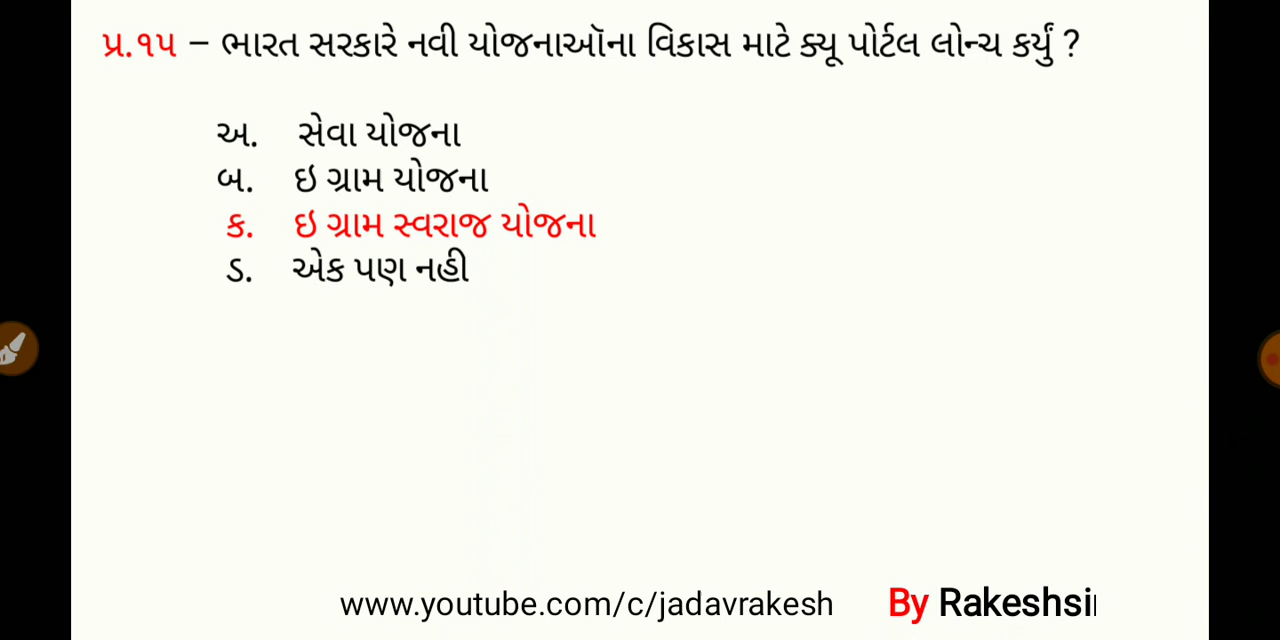 પ્ર.૧૫ – ભારત સરકારે નવી યોજનાઑના વિકાસ માટે ક્યૂ પોર્ટલ લોન્ચ કર્યું ?
અ. સેવા યોજના
બ. ઇ ગ્રામ યોજના
ક. ઇ ગ્રામ સ્વરાજ યોજના
ડ. એક પણ નહી
www.youtube.com/c/jadavrakesh By Rakeshsi